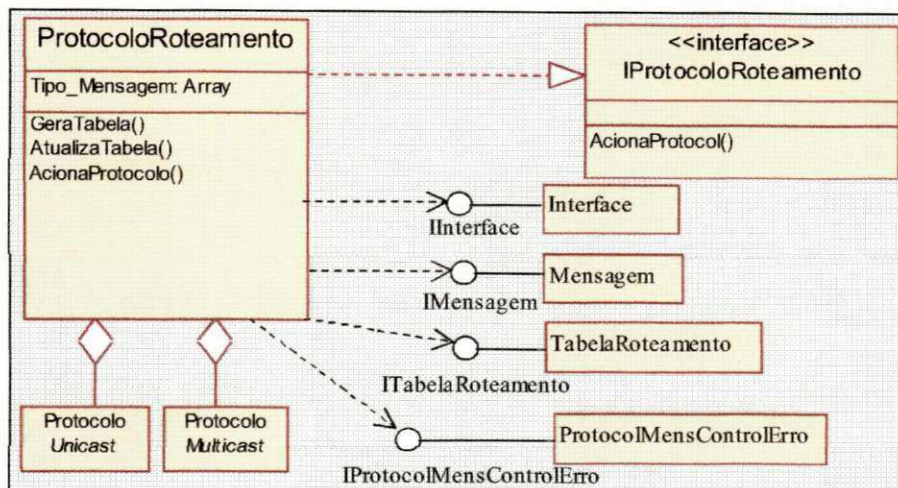 ProtocoloRoteamento
Tipo_Mensagem: Array
GeraTabela()
AtualizaTabela()
AcionaProtocolo()
<<interface>>
IProtocoloRoteamento
AcionaProtocol()
IInterface
Interface
IMensagem
Mensagem
ITabelaRoteamento
TabelaRoteamento
IProtocolMensControlErro
ProtocolMensControlErro
Protocolo
Unicast
Protocolo
Multicast